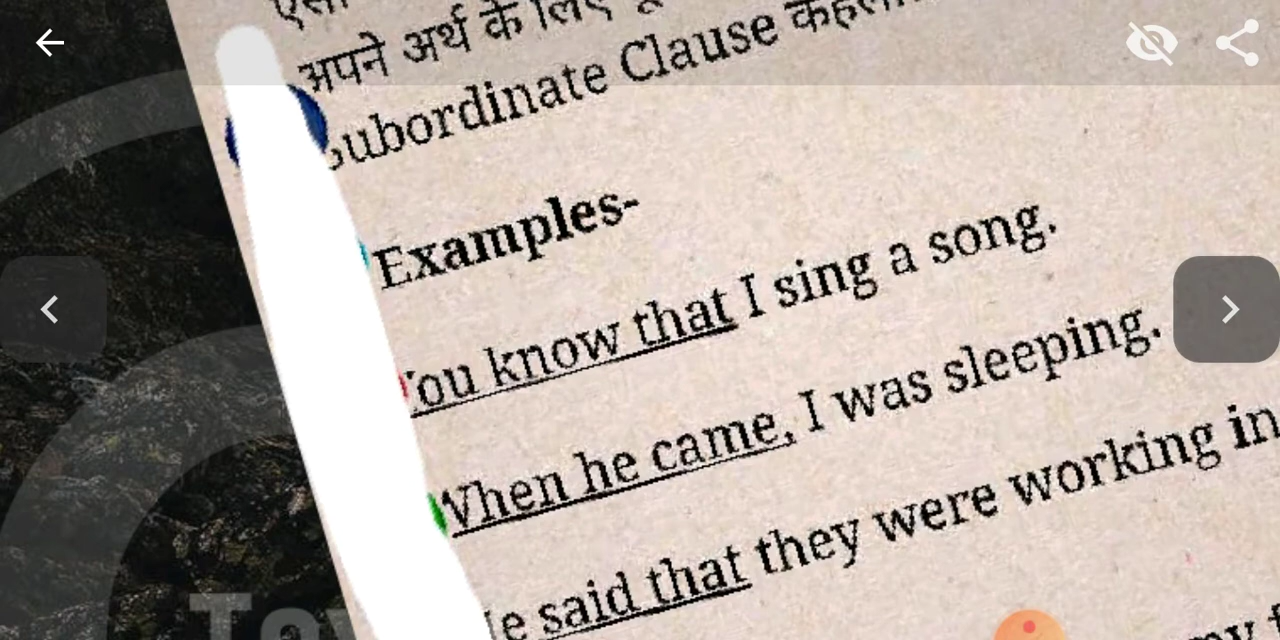 अपने अर्थ के लिए
Subordinate Clause
Examples-
You know that I sing a song.
When he came, I was sleeping.
He said that they were working in